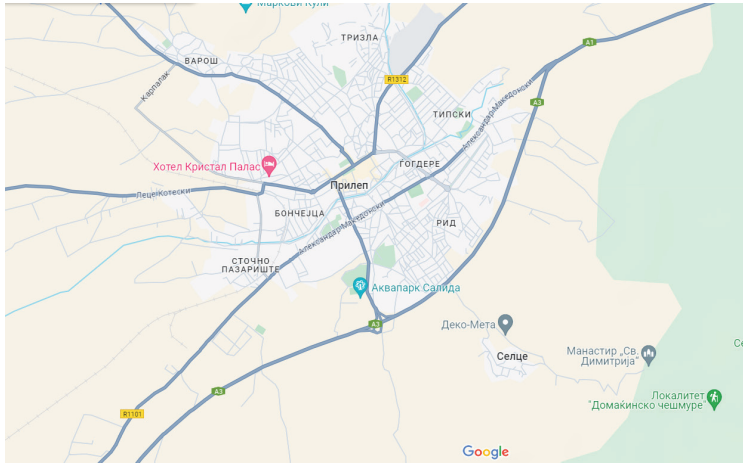 Маркови Кули
ТРИЗЛА
A1
ВАРОШ
R1312
Карпалак
A3
ТИПСКИ
Александар Македонски
ГОГДЕРЕ
Хотел Кристал Палас
Прилеп
Леце Котески
БОНЧЕЈЦА
Александар Македонски
РИД
СТОЧНО
ПАЗАРИШТЕ
Аквапарк Салида
A3
Деко-Мета
Селце
Манастир „Св.
Димитрија"
A3
Локалитет
"Домаќинско чешмуре"
R1101
Google